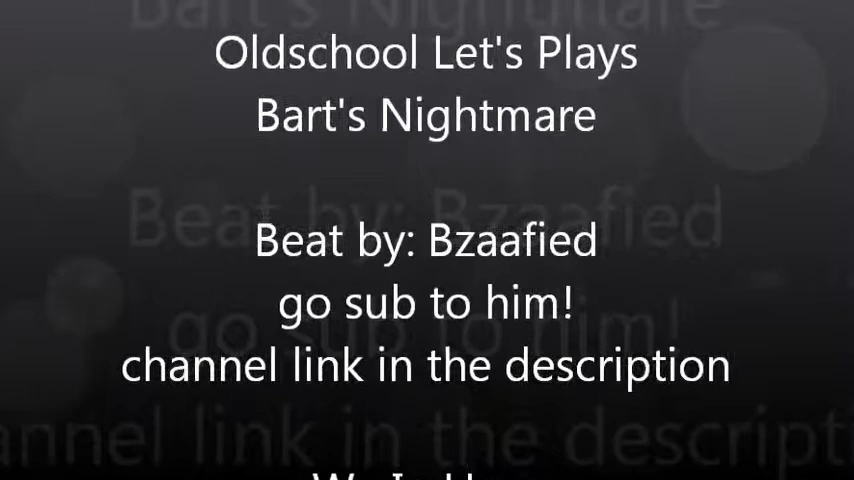 Oldschool Let's Plays
Bart's Nightmare
Beat by: Bzaafied
go sub to him!
channel link in the description